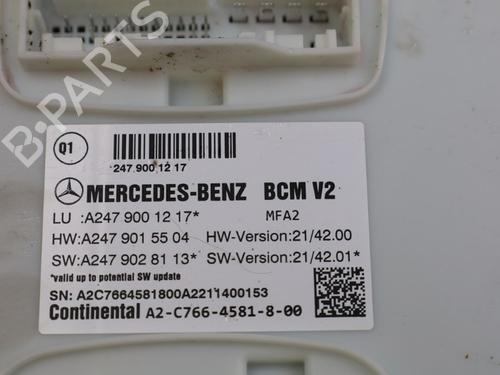 B-PARTS
Q1
247 900 12 17
MERCEDES-BENZ BCM V2
LU :A247 900 12 17* MFA2
HW:A247 901 55 04 HW-Version:21/42.00
SW:A247 902 81 13* SW-Version:21/42.01*
*valid up to potential SW update
SN: A2C7664581800A2211400153
Continental A2-C766-4581-8-00